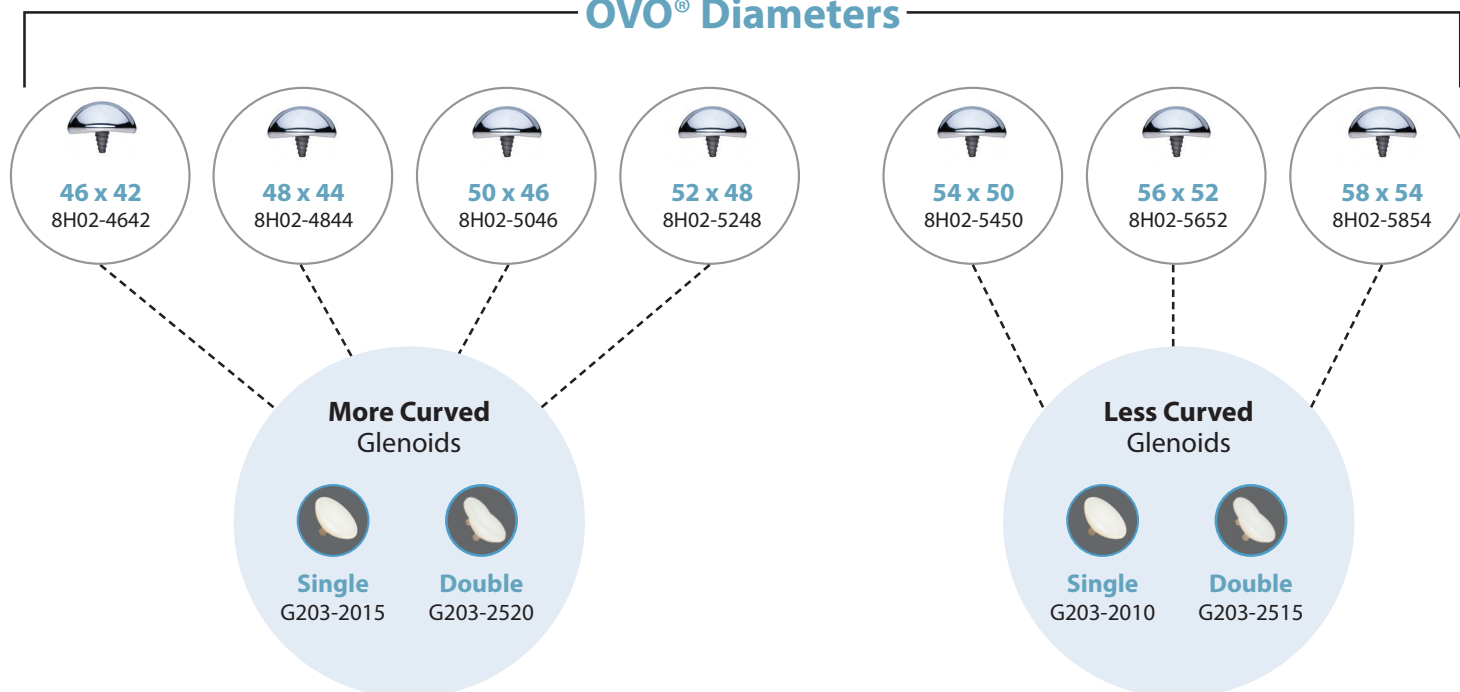 OVO® Diameters
46 x 42
8H02-4642
48 x 44
8H02-4844
50 x 46
8H02-5046
52 x 48
8H02-5248
54 x 50
8H02-5450
56 x 52
8H02-5652
58 x 54
8H02-5854
More Curved
Glenoids
Single
G203-2015
Double
G203-2520
Less Curved
Glenoids
Single
G203-2010
Double
G203-2515